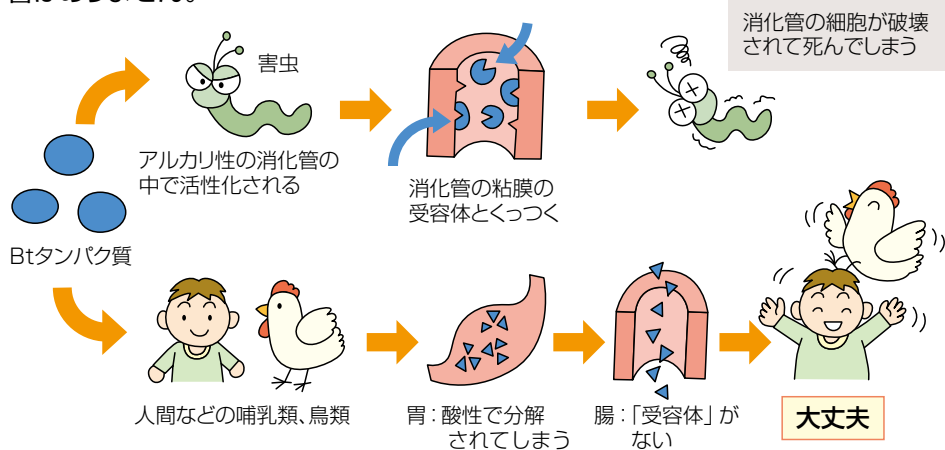 消化管の細胞が破壊
されて死んでしまう
害虫
アルカリ性の消化管の
中で活性化される
消化管の粘膜の
受容体とくっつく
Btタンパク質
人間などの哺乳類、鳥類
胃：酸性で分解
されてしまう
腸：「受容体」が
ない
大丈夫